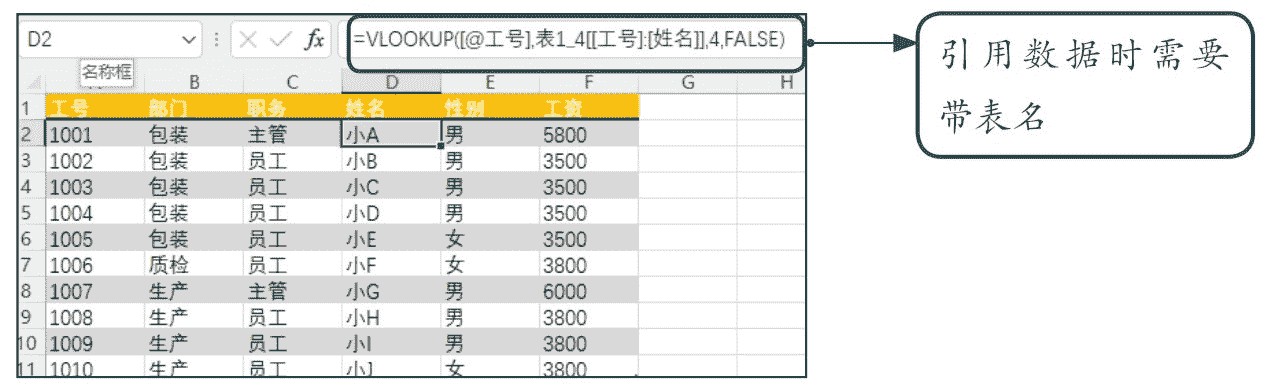 D2 fx =VLOOKUP([@工号],表1_4[[工号]:[姓名]],4,FALSE)
引用数据时需要
带表名
名称框
B C D E F G H
1 工号 部门 职务 姓名 性别 工资
2 1001 包装 主管 小A 男 5800
3 1002 包装 员工 小B 男 3500
4 1003 包装 员工 小C 男 3500
5 1004 包装 员工 小D 男 3500
6 1005 包装 员工 小E 女 3500
7 1006 质检 员工 小F 女 3800
8 1007 生产 主管 小G 男 6000
9 1008 生产 员工 小H 男 3800
10 1009 生产 员工 小I 男 3800
11 1010 生产 员工 小J 女 3800